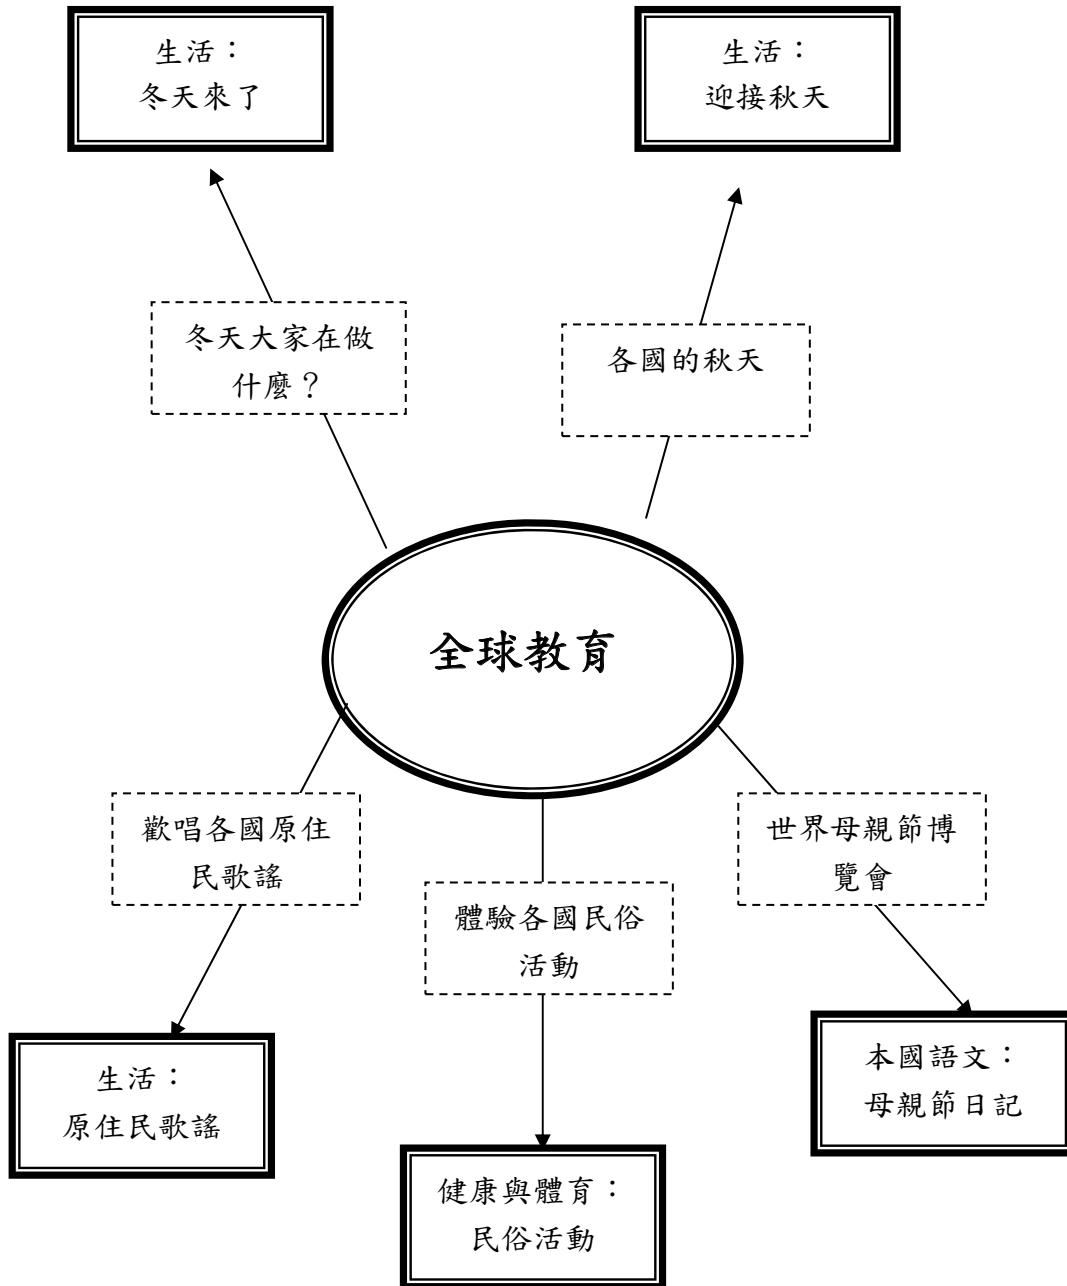 生活：
冬天來了
生活：
迎接秋天
冬天大家在做
什麼？
各國的秋天
全球教育
歡唱各國原住
民歌謠
體驗各國民俗
活動
世界母親節博
覽會
生活：
原住民歌謠
健康與體育：
民俗活動
本國語文：
母親節日記